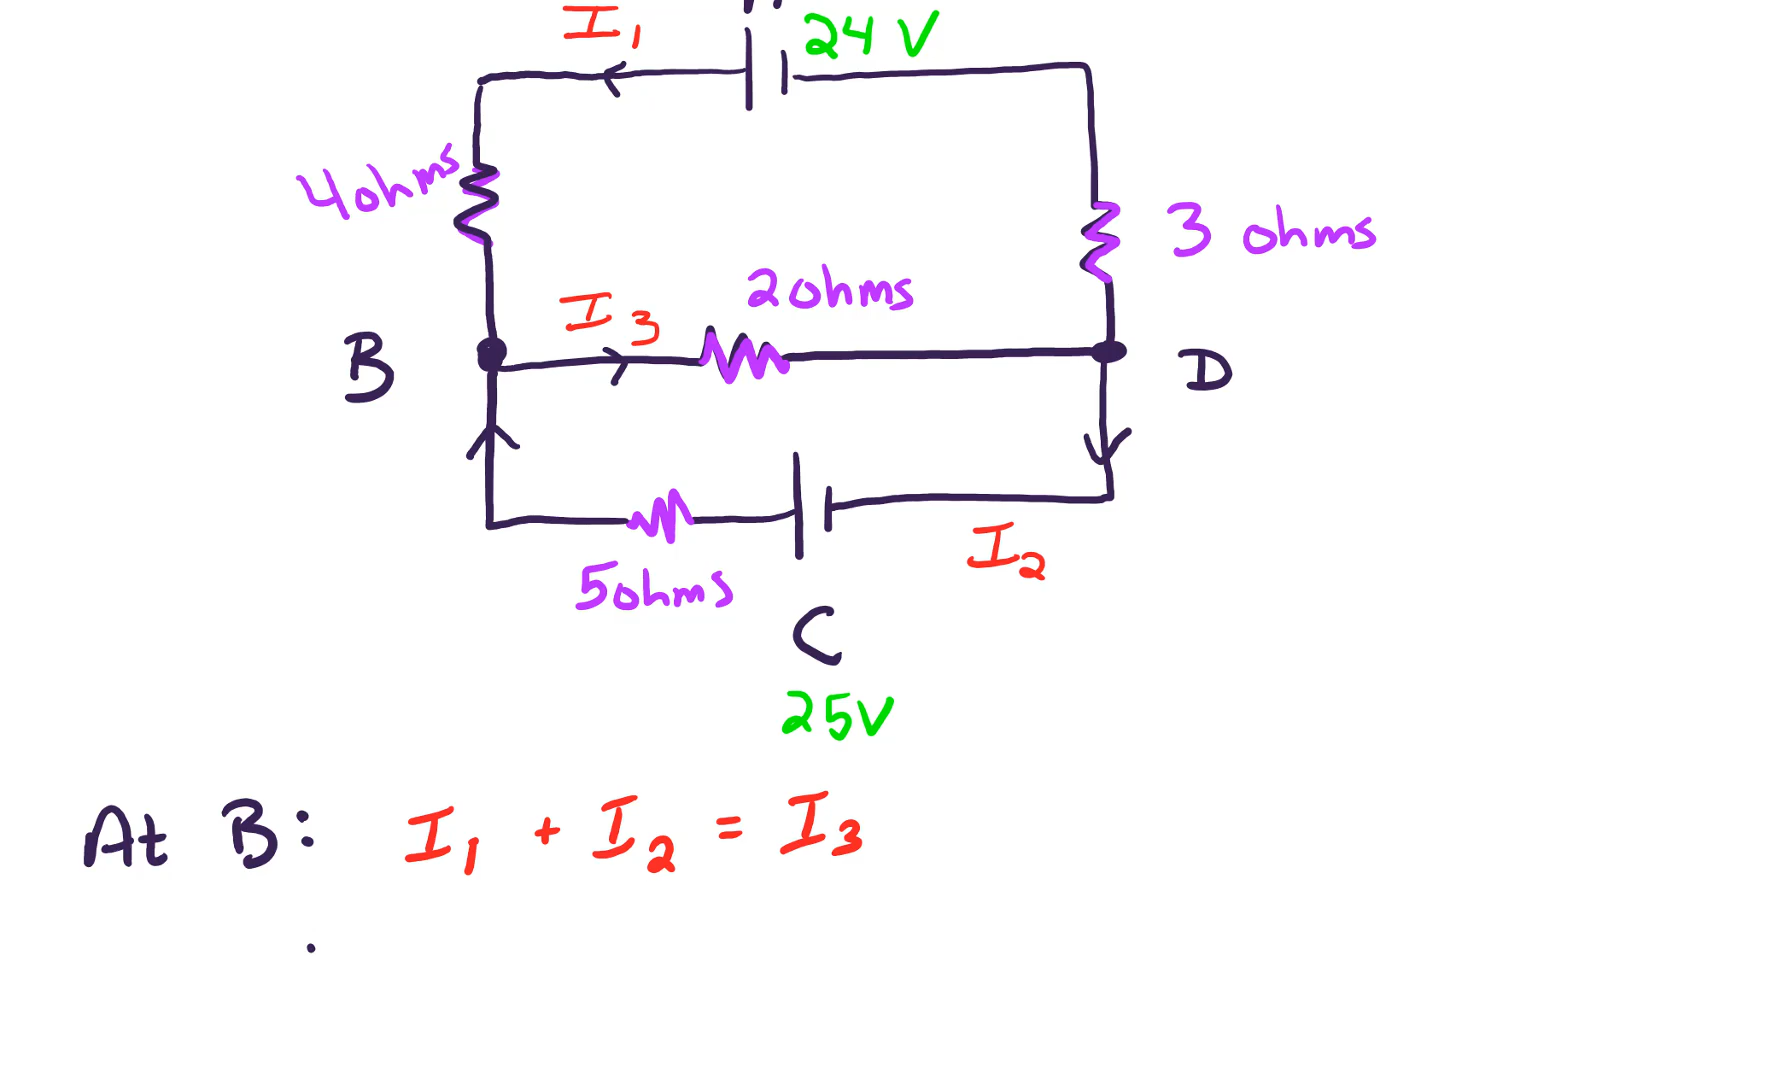 I₁
24 V
4ohms
3 ohms
2ohms
I₃
B
D
I₂
5ohms
C
25V
At B: I₁ + I₂ = I₃